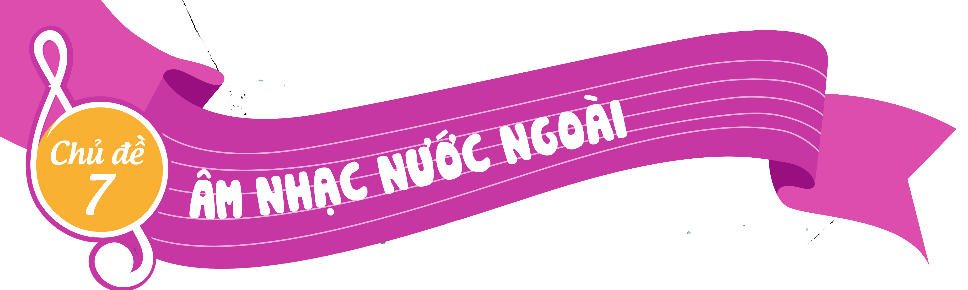 Chủ đề
7
ÂM NHẠC NƯỚC NGOÀI